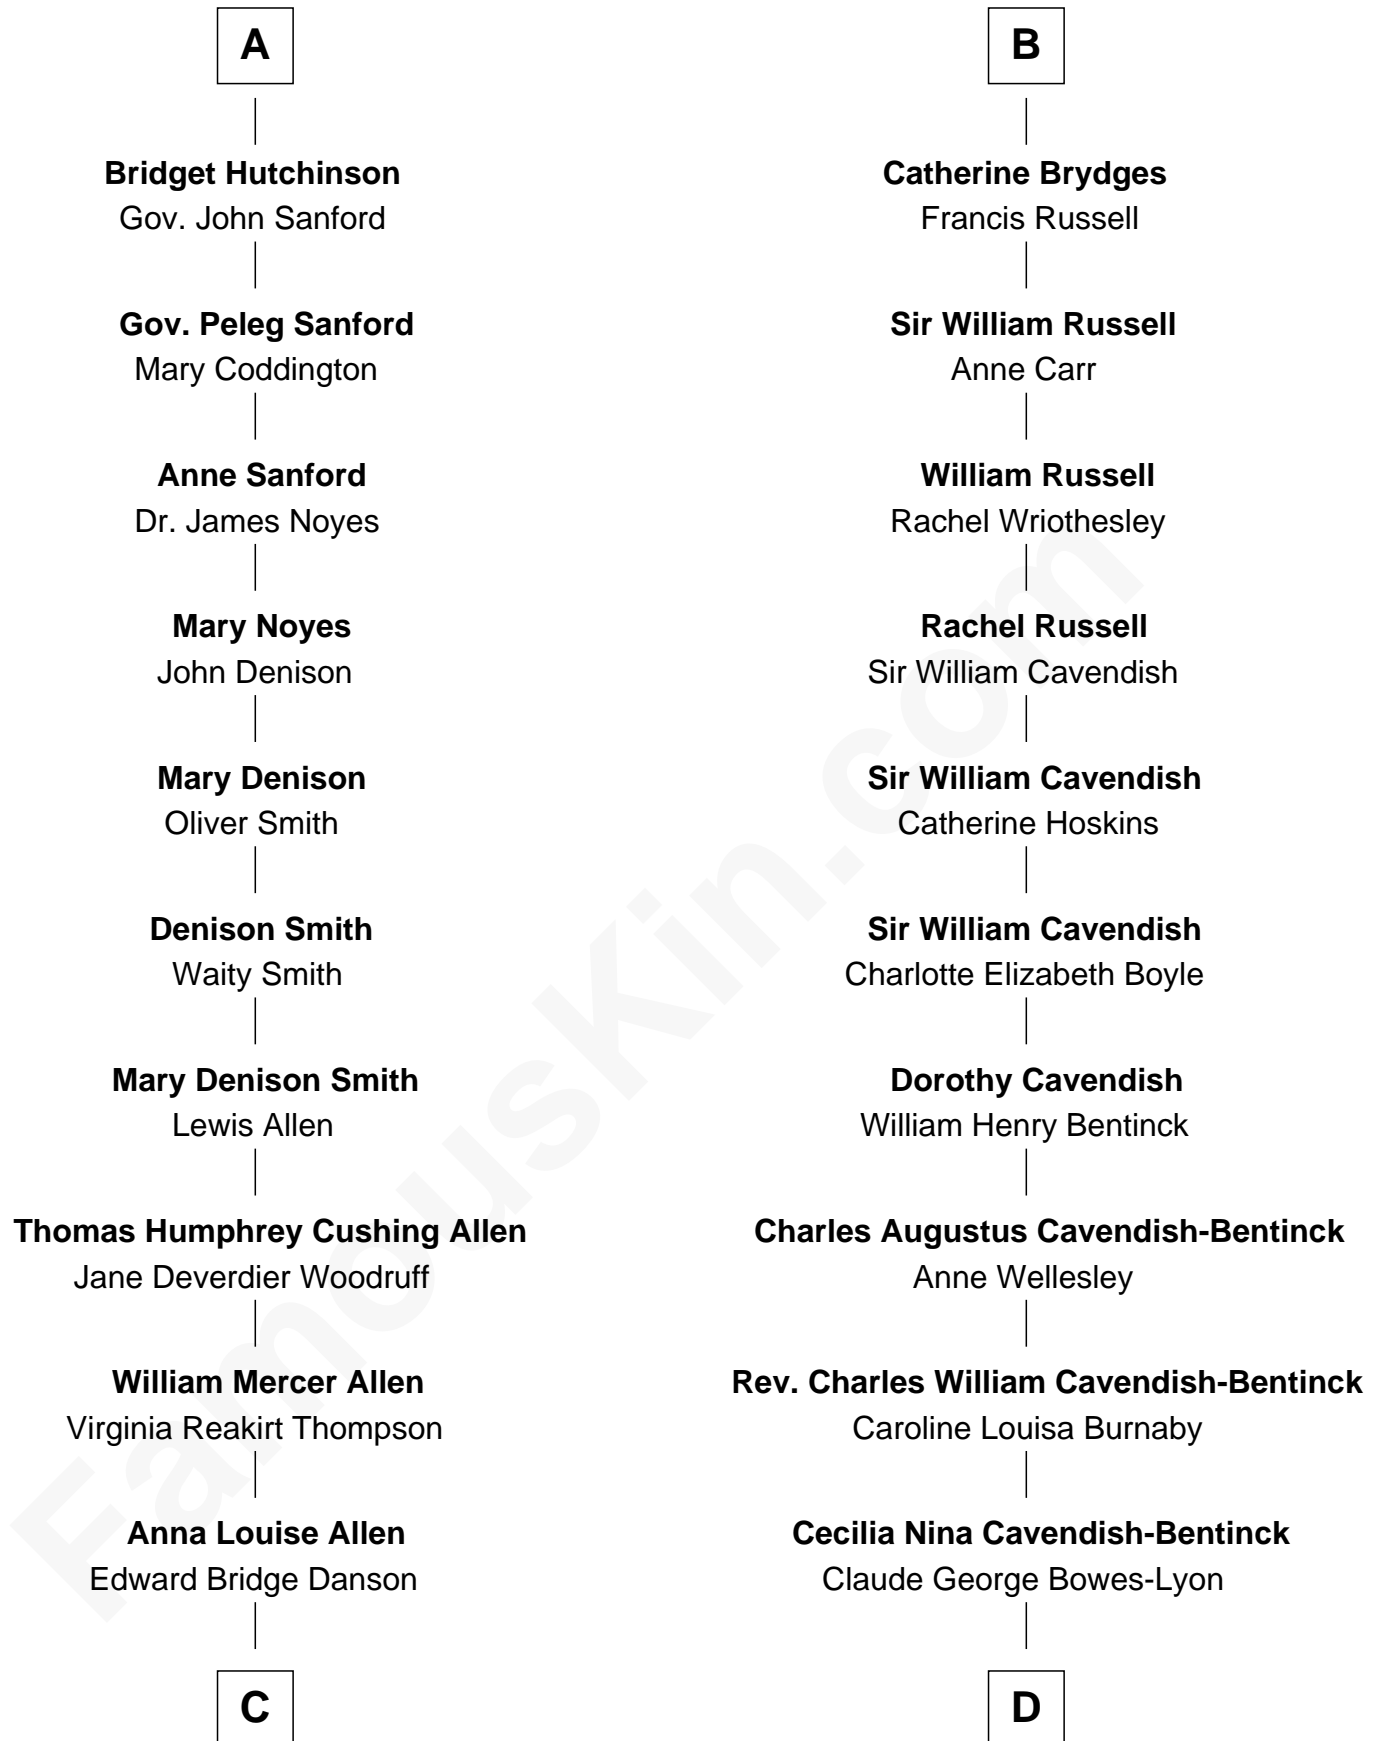 A
Bridget Hutchinson
Gov. John Sanford
Gov. Peleg Sanford
Mary Coddington
Anne Sanford
Dr. James Noyes
Mary Noyes
John Denison
Mary Denison
Oliver Smith
Denison Smith
Waity Smith
Mary Denison Smith
Lewis Allen
Thomas Humphrey Cushing Allen
Jane Deverdier Woodruff
William Mercer Allen
Virginia Reakirt Thompson
Anna Louise Allen
Edward Bridge Danson
C
B
Catherine Brydges
Francis Russell
Sir William Russell
Anne Carr
William Russell
Rachel Wriothesley
Rachel Russell
Sir William Cavendish
Sir William Cavendish
Catherine Hoskins
Sir William Cavendish
Charlotte Elizabeth Boyle
Dorothy Cavendish
William Henry Bentinck
Charles Augustus Cavendish-Bentinck
Anne Wellesley
Rev. Charles William Cavendish-Bentinck
Caroline Louisa Burnaby
Cecilia Nina Cavendish-Bentinck
Claude George Bowes-Lyon
D
FamousKin.com